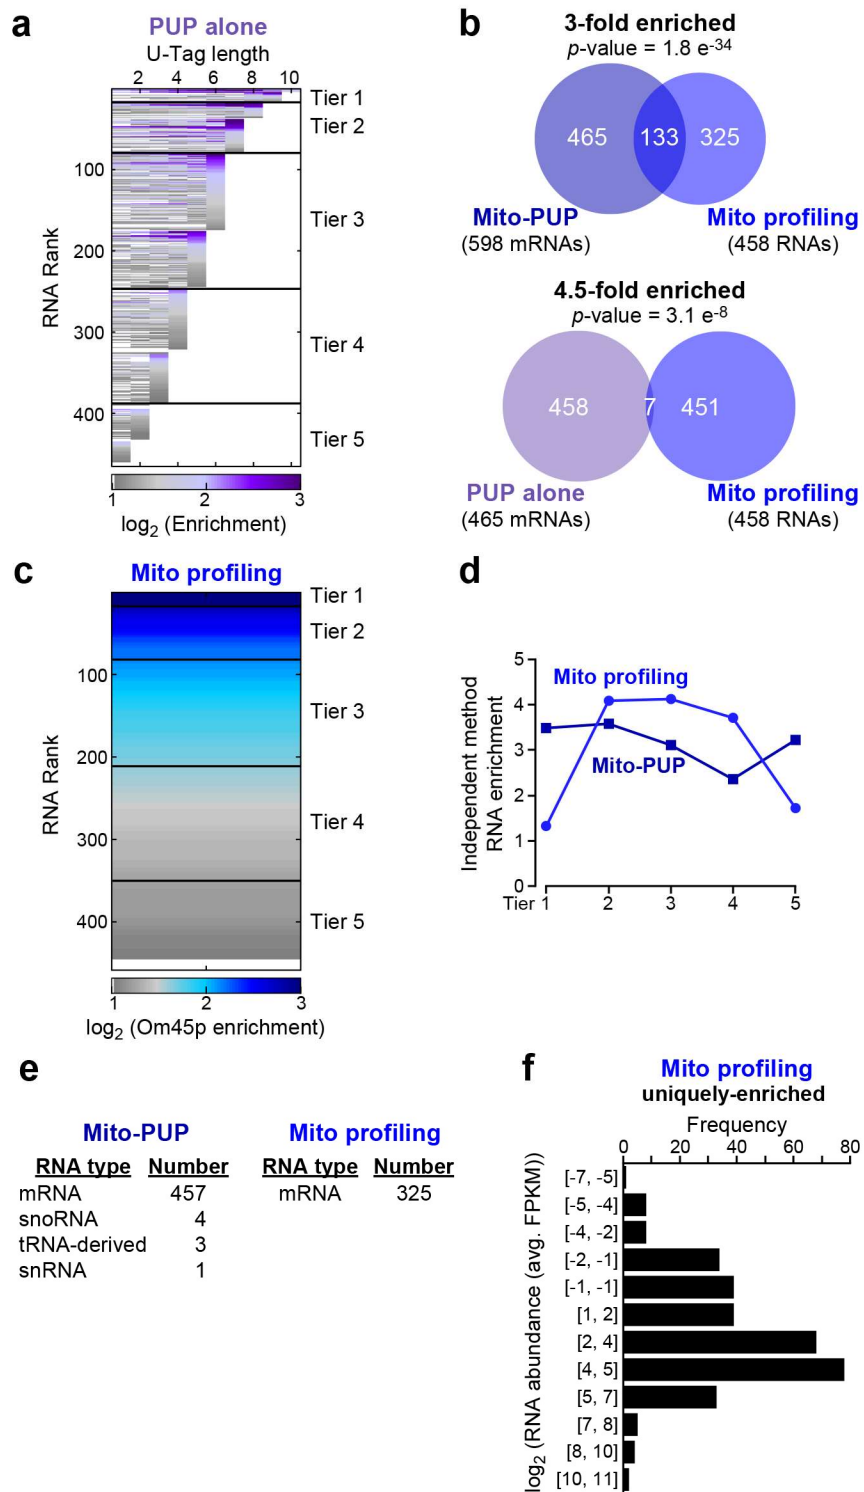 a
PUP alone
U-Tag length
2 4 6 8 10
Tier 1
Tier 2
Tier 3
Tier 4
Tier 5
100
200
300
400
RNA Rank
1 2 3
log2 (Enrichment)
b
3-fold enriched
p-value = 1.8 e-34
465 133 325
Mito-PUP
(598 mRNAs)
Mito profiling
(458 RNAs)
4.5-fold enriched
p-value = 3.1 e-8
458 7 451
PUP alone
(465 mRNAs)
Mito profiling
(458 RNAs)
c
Mito profiling
Tier 1
Tier 2
Tier 3
Tier 4
Tier 5
100
200
300
400
RNA Rank
1 2 3
log2 (Om45p enrichment)
d
5
4
3
2
1
0
Independent method
RNA enrichment
Mito profiling
Mito-PUP
Tier 1 2 3 4 5
e
Mito-PUP
RNA type Number
mRNA 457
snoRNA 4
tRNA-derived 3
snRNA 1
Mito profiling
RNA type Number
mRNA 325
f
Mito profiling
uniquely-enriched
Frequency
0 20 40 60 80
[-7, -5]
[-5, -4]
[-4, -2]
[-2, -1]
[-1, -1]
[1, 2]
[2, 4]
[4, 5]
[5, 7]
[7, 8]
[8, 10]
[10, 11]
log2 (RNA abundance (avg. FPKM))